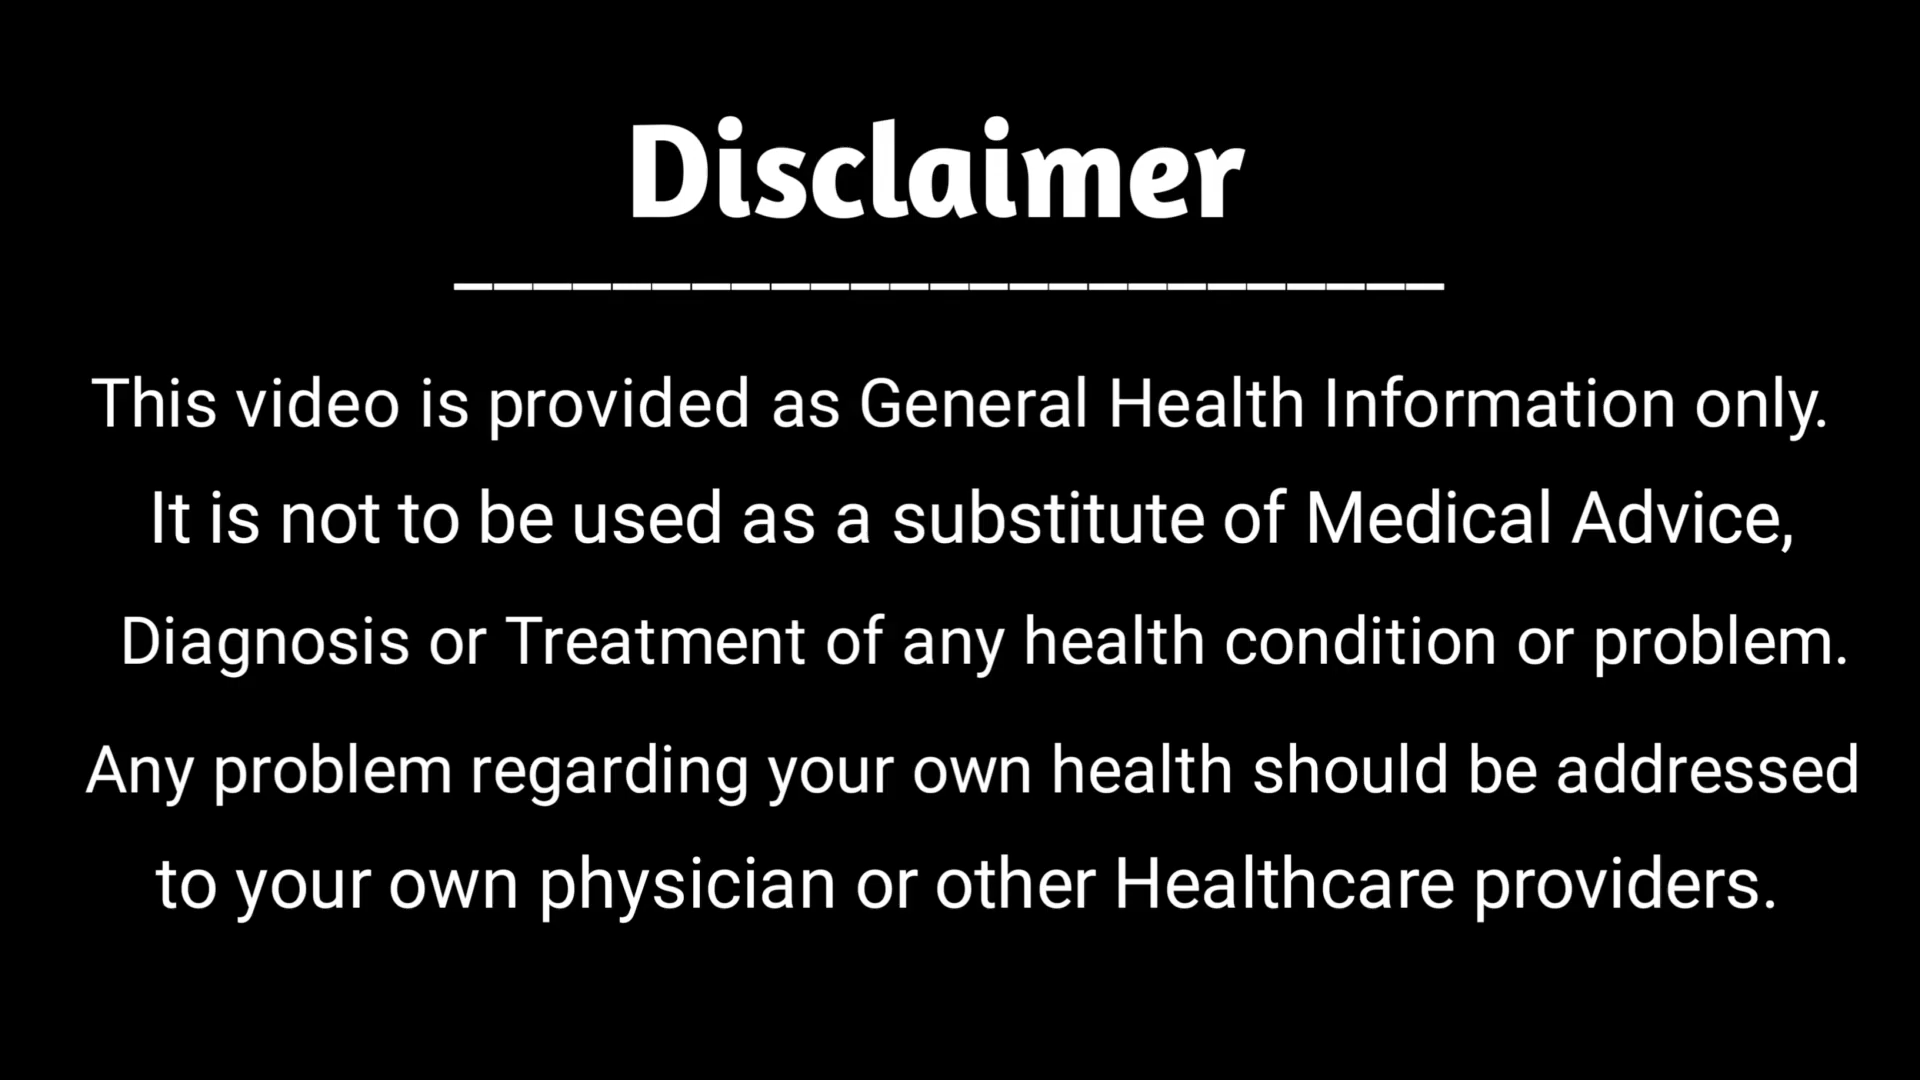 Disclaimer
_________________________
This video is provided as General Health Information only.
It is not to be used as a substitute of Medical Advice,
Diagnosis or Treatment of any health condition or problem.
Any problem regarding your own health should be addressed
to your own physician or other Healthcare providers.